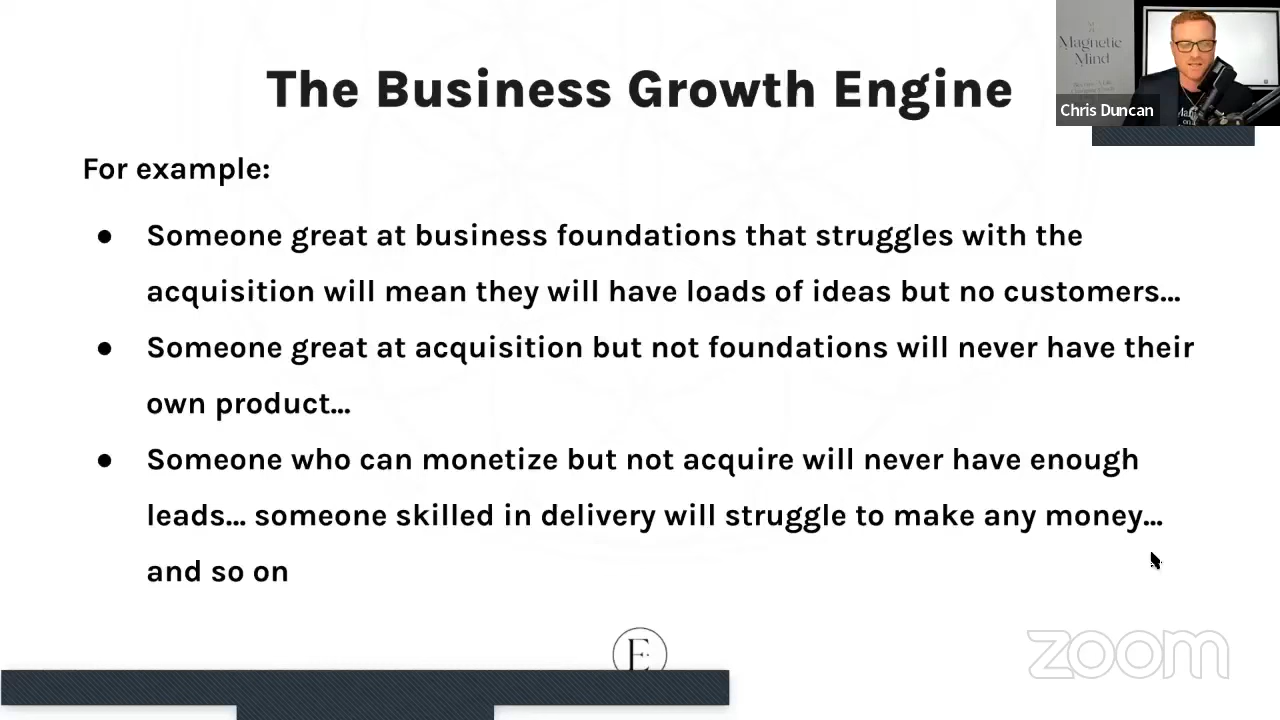 The Business Growth Engine
Magnetic
Mind
Chris Duncan
For example:
● Someone great at business foundations that struggles with the
acquisition will mean they will have loads of ideas but no customers...
● Someone great at acquisition but not foundations will never have their
own product...
● Someone who can monetize but not acquire will never have enough
leads... someone skilled in delivery will struggle to make any money...
and so on
E
zoom